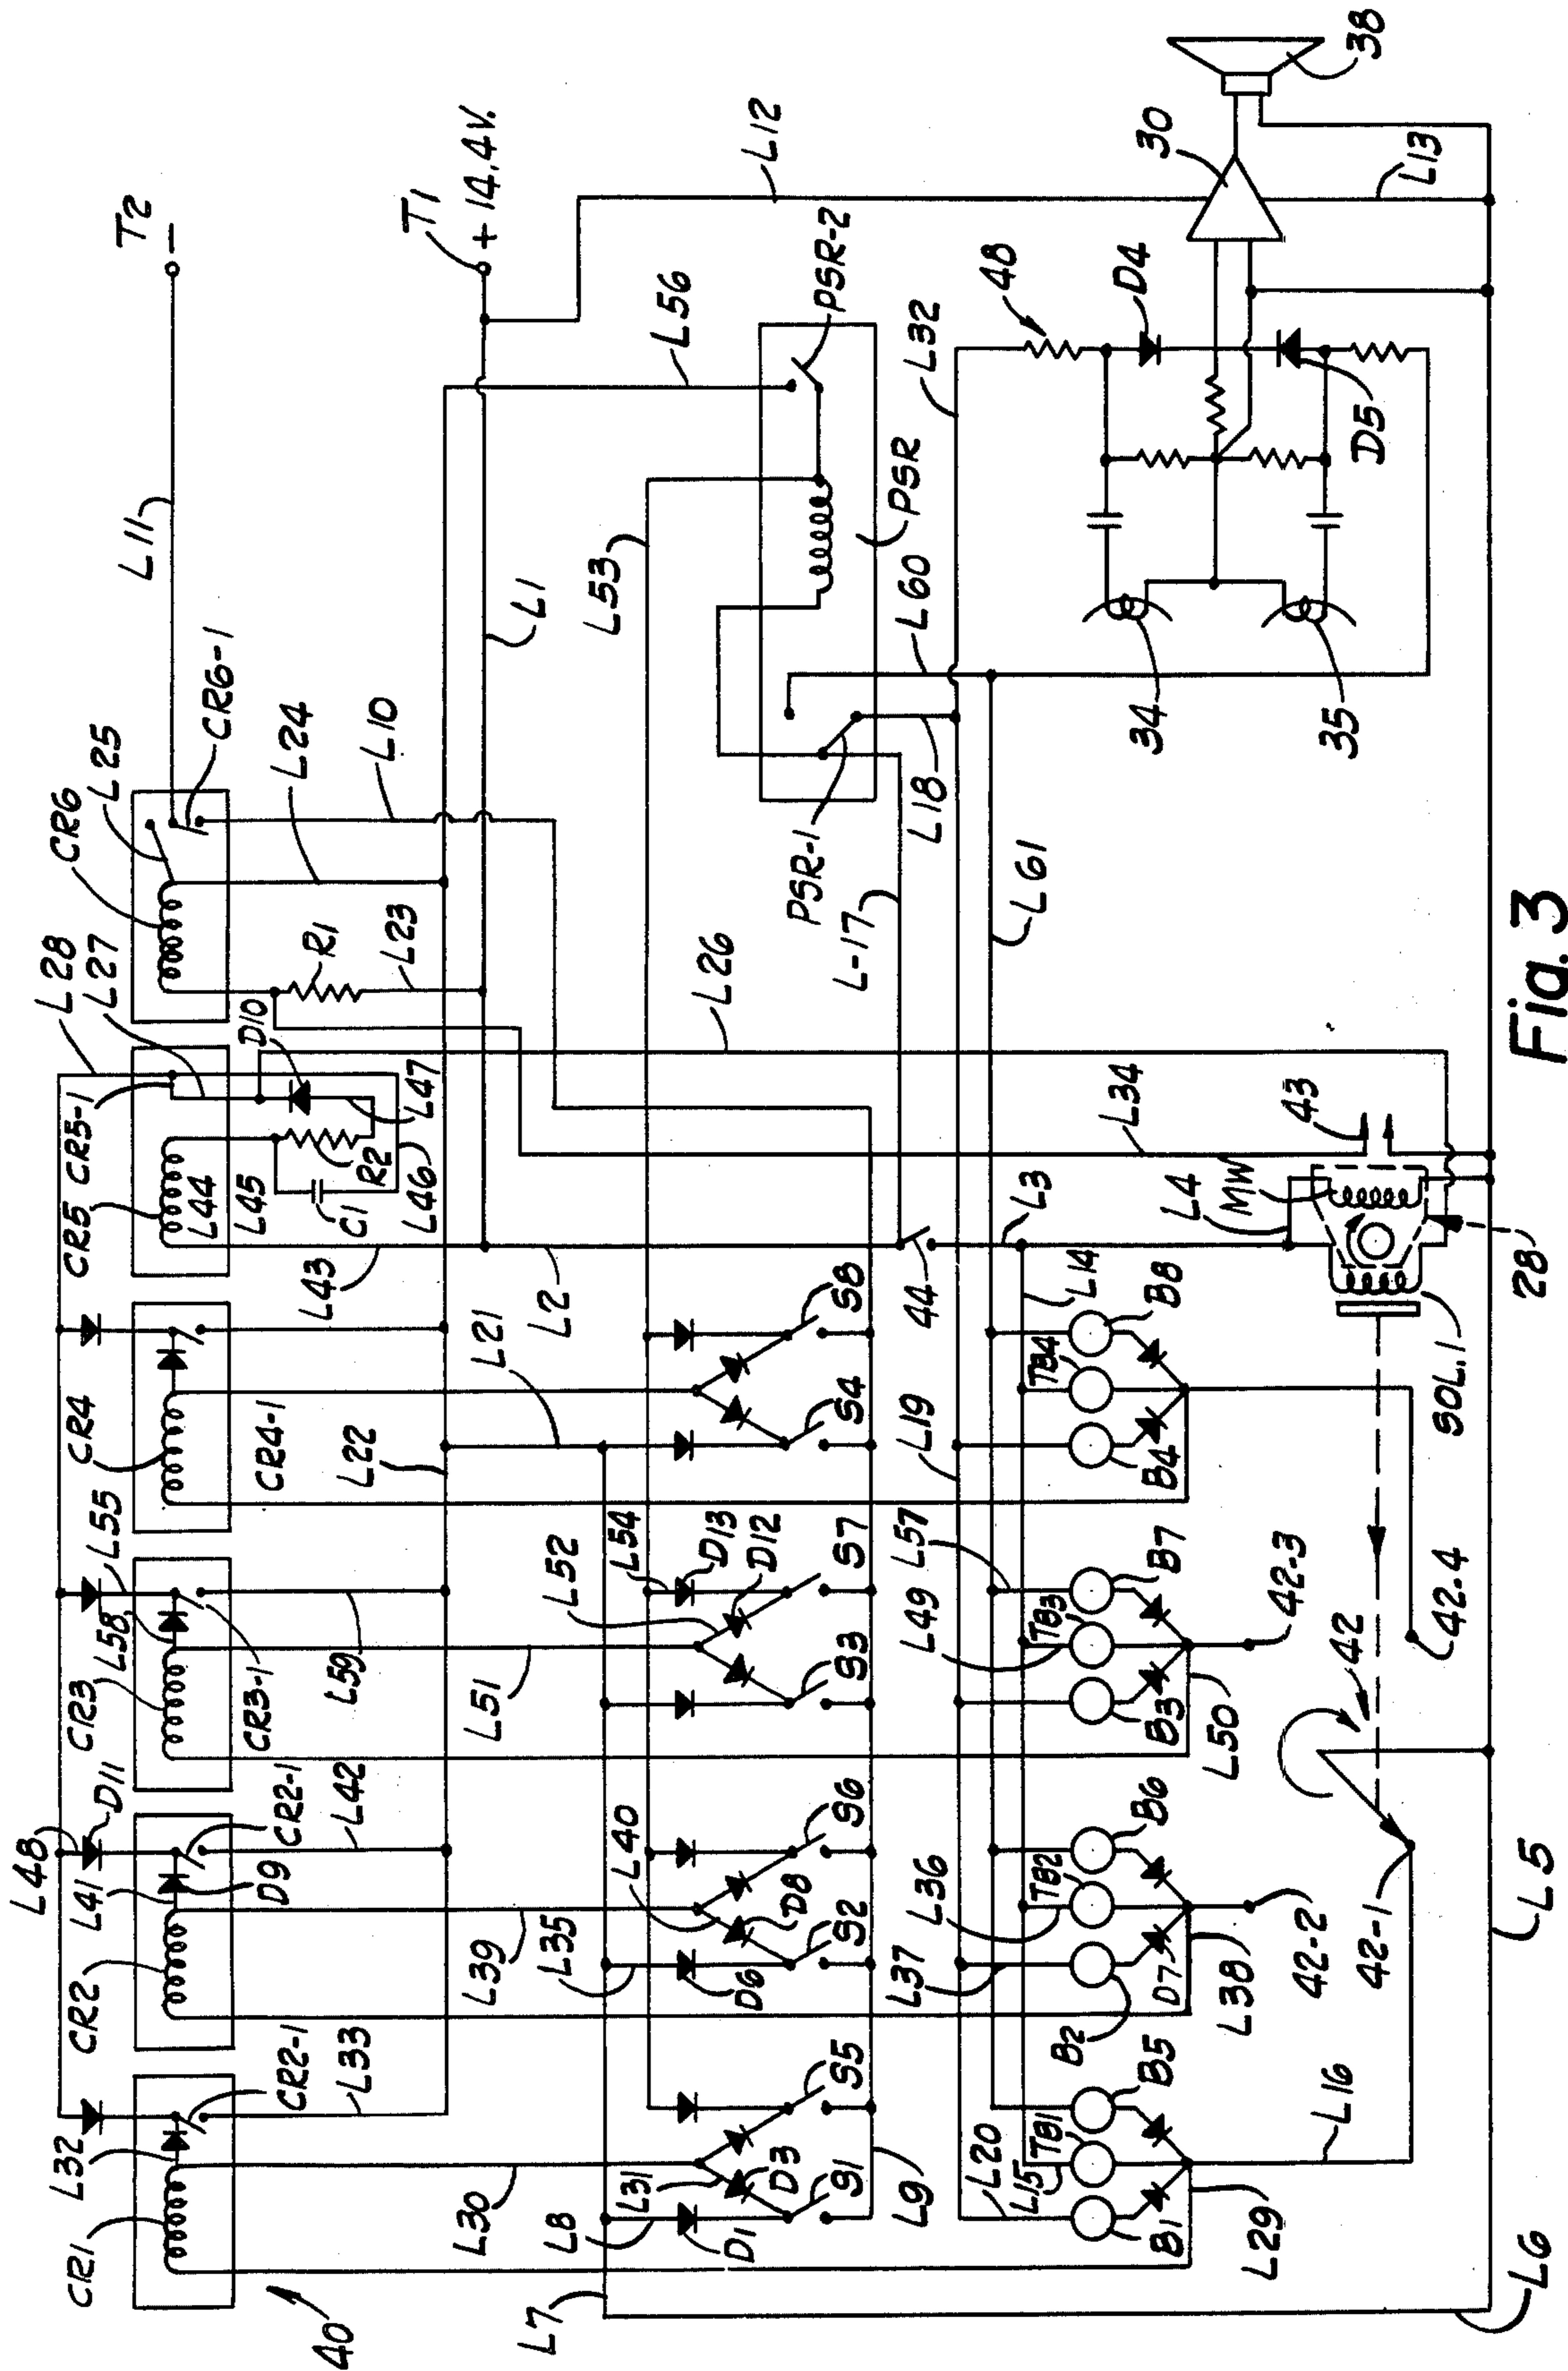 T2
−
L11
T1
+ 14.4V.
L12
L56
PSR-2
L53
PSR
L1
L60
L32
48
D4
D5
30
38
L13
34
35
CR6
L25
CR6-1
L24
L10
L28
L27
R1
L23
D10
L47
L26
PSR-1
L18
L-17
L61
CR5
CR5-1
L44
L45
R2
C1
L46
L43
L2
L34
43
L3
L4
MW
28
SOL.1
44
CR4
CR4-1
L22
L21
S8
S4
L19
L14
B8
TB4
B4
CR3
L55
L58
CR3-1
L59
L51
L52
L54
D13
D12
S7
S3
L49
L57
TB3
B7
B3
L50
42-3
42-4
42
CR2
L48
D11
L41
D9
CR2-1
L42
L39
L35
L40
D6
D8
S6
S2
L36
L37
TB2
B6
B2
D7
L38
42-2
42-1
CR1
L32
CR2-1
L33
40
L30
L31
L8
D1
D3
S5
S1
L9
L7
L20
L15
TB1
B5
B1
L29
L16
L5
L6
Fig. 3